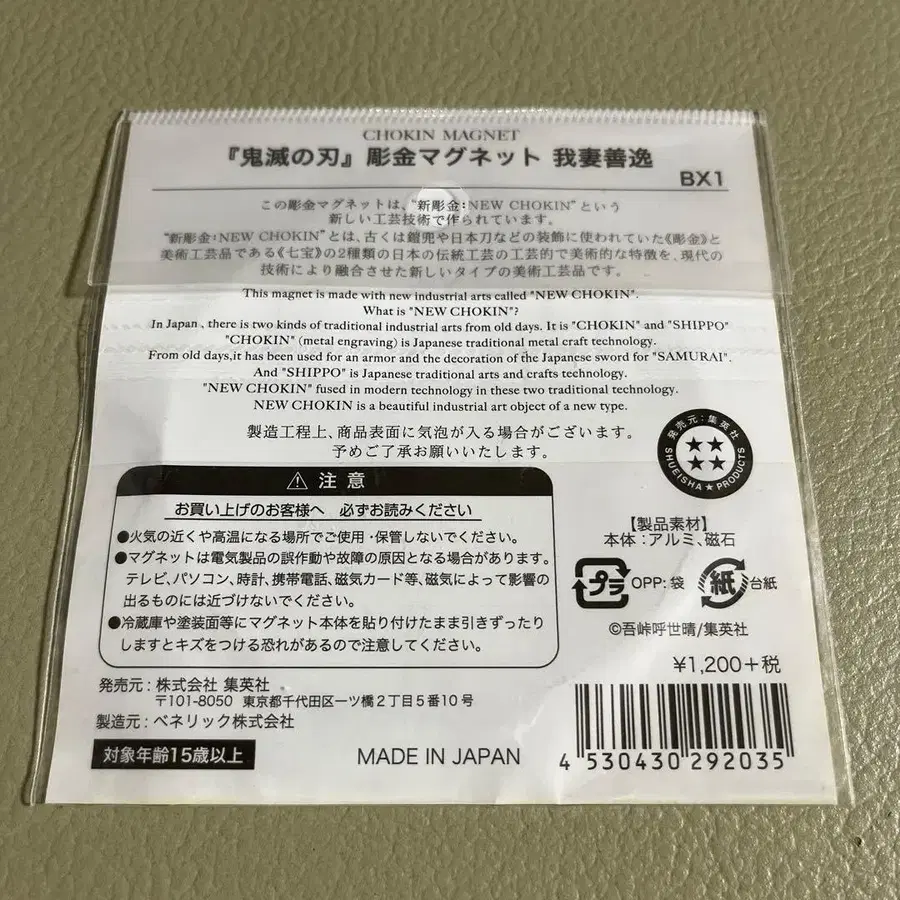 CHOKIN MAGNET
『鬼滅の刃』彫金マグネット 我妻善逸
BX1
この彫金マグネットは、"新彫金：NEW CHOKIN"という
新しい工芸技術で作られています。
"新彫金：NEW CHOKIN"とは、古くは鎧兜や日本刀などの装飾に使われていた《彫金》と
美術工芸品である《七宝》の2種類の日本の伝統工芸の工芸的で美術的な特徴を、現代の
技術により融合させた新しいタイプの美術工芸品です。
This magnet is made with new industrial arts called "NEW CHOKIN".
What is "NEW CHOKIN"?
In Japan , there is two kinds of traditional industrial arts from old days. It is "CHOKIN" and "SHIPPO"
"CHOKIN" (metal engraving) is Japanese traditional metal craft technology.
From old days,it has been used for an armor and the decoration of the Japanese sword for "SAMURAI".
And "SHIPPO" is Japanese traditional arts and crafts technology.
"NEW CHOKIN" fused in modern technology in these two traditional technology.
NEW CHOKIN is a beautiful industrial art object of a new type.
製造工程上、商品表面に気泡が入る場合がございます。
予めご了承お願いいたします。
発売元：集英社
SHUEISHA★PRODUCTS
⚠ 注意
お買い上げのお客様へ 必ずお読みください
●火気の近くや高温になる場所でご使用・保管しないでください。
●マグネットは電気製品の誤作動や故障の原因となる場合があります。
テレビ、パソコン、時計、携帯電話、磁気カード等、磁気によって影響の
出るものには近づけないでください。
●冷蔵庫や塗装面等にマグネット本体を貼り付けたまま引きずったり
しますとキズをつける恐れがあるので注意してください。
【製品素材】
本体：アルミ、磁石
プラ OPP：袋 紙 台紙
©吾峠呼世晴/集英社
¥1,200+税
発売元：株式会社 集英社
〒101-8050 東京都千代田区一ツ橋2丁目5番10号
製造元：ベネリック株式会社
対象年齢15歳以上
MADE IN JAPAN
4 530430 292035